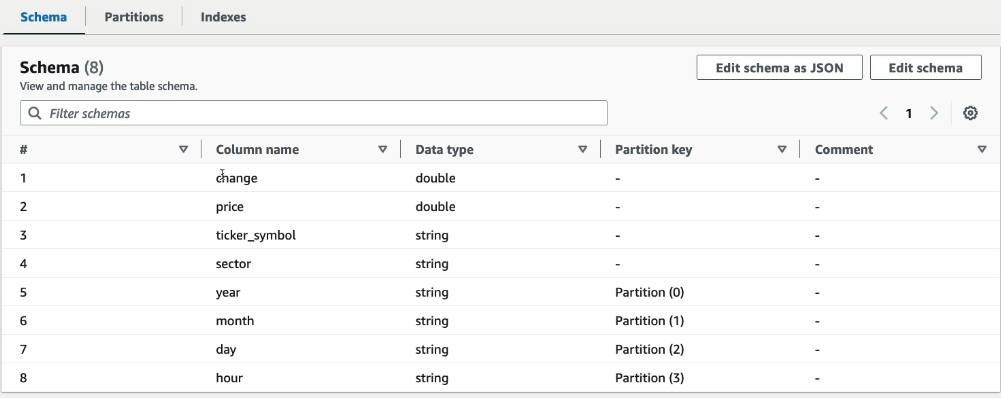 Schema Partitions Indexes
Schema (8) Edit schema as JSON Edit schema
View and manage the table schema.
Filter schemas 1
# Column name Data type Partition key Comment
1 change double - -
2 price double - -
3 ticker_symbol string - -
4 sector string - -
5 year string Partition (0) -
6 month string Partition (1) -
7 day string Partition (2) -
8 hour string Partition (3) -